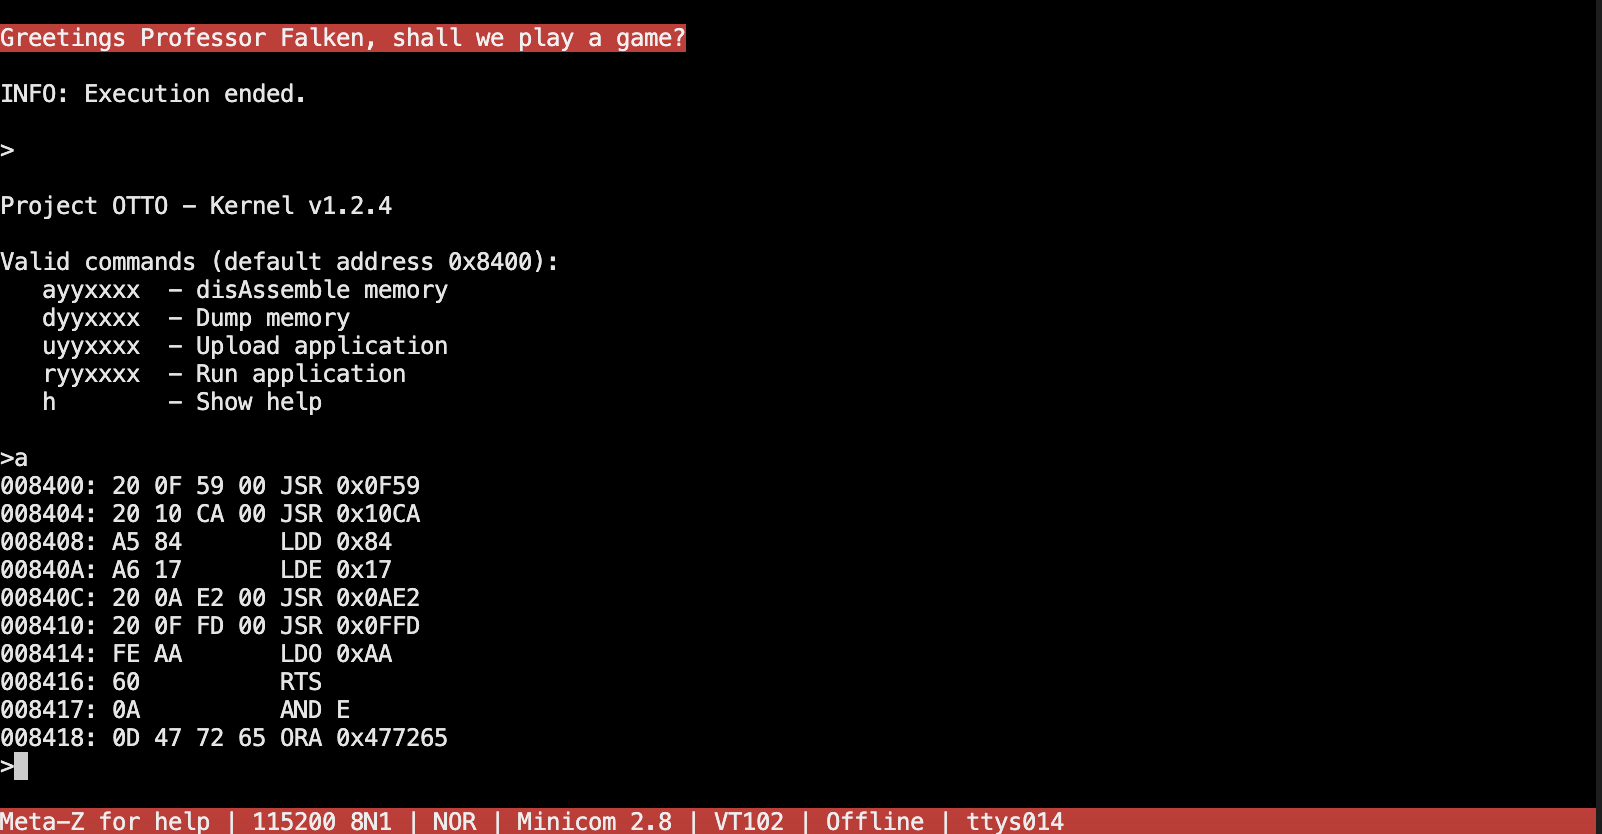 Greetings Professor Falken, shall we play a game?
INFO: Execution ended.
>
Project OTTO – Kernel v1.2.4
Valid commands (default address 0x8400):
   ayyxxxx  – disAssemble memory
   dyyxxxx  – Dump memory
   uyyxxxx  – Upload application
   ryyxxxx  – Run application
   h        – Show help
>a
008400: 20 0F 59 00 JSR 0x0F59
008404: 20 10 CA 00 JSR 0x10CA
008408: A5 84       LDD 0x84
00840A: A6 17       LDE 0x17
00840C: 20 0A E2 00 JSR 0x0AE2
008410: 20 0F FD 00 JSR 0x0FFD
008414: FE AA       LDO 0xAA
008416: 60          RTS
008417: 0A          AND E
008418: 0D 47 72 65 ORA 0x477265
>
Meta–Z for help | 115200 8N1 | NOR | Minicom 2.8 | VT102 | Offline | ttys014